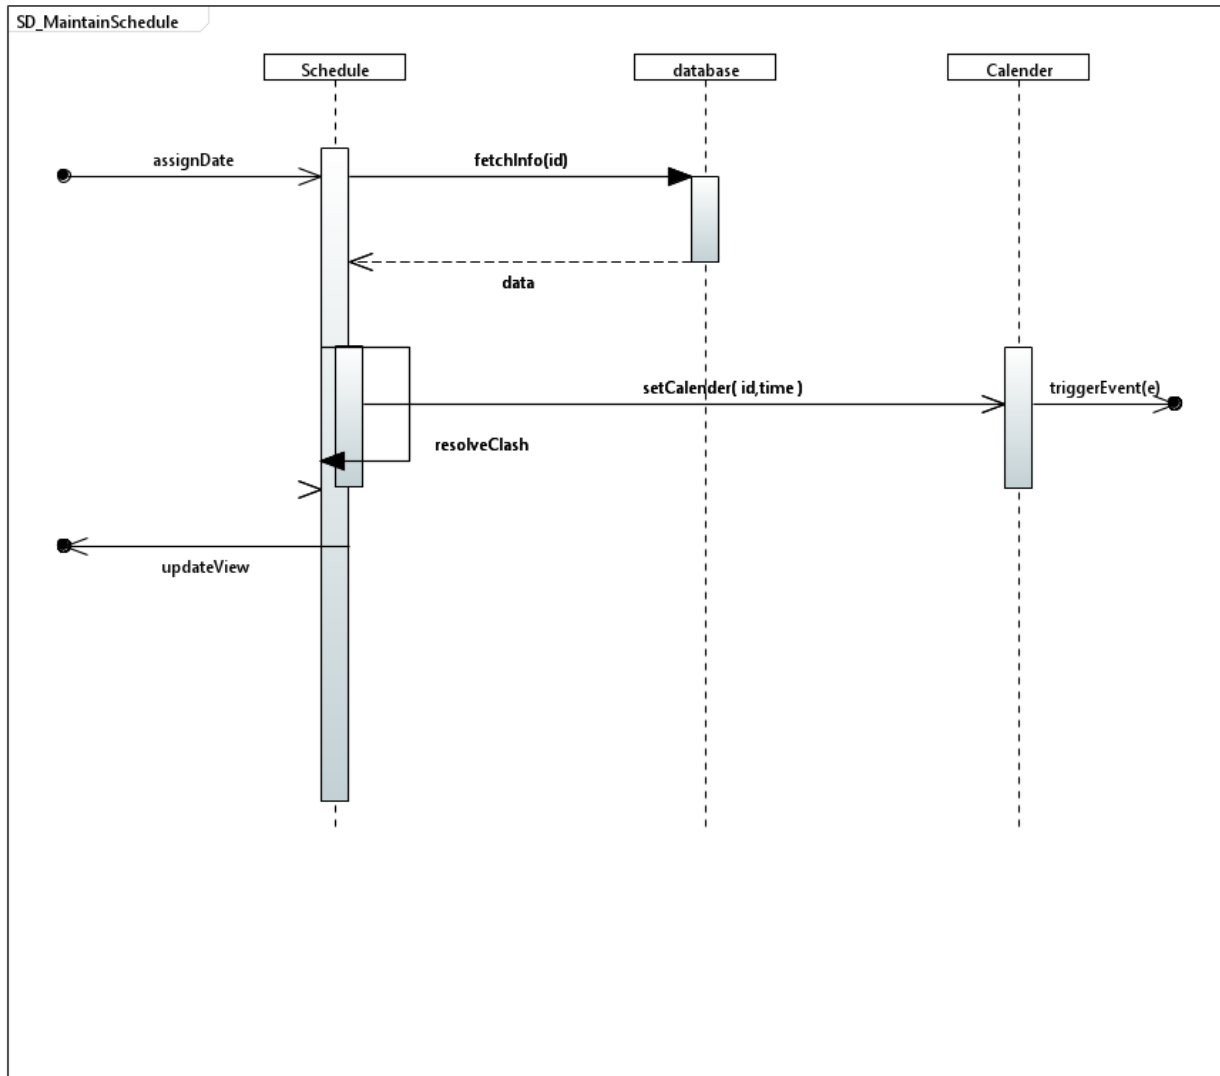 SD_MaintainSchedule
Schedule
database
Calender
assignDate
fetchInfo(id)
data
setCalender( id,time )
triggerEvent(e)
resolveClash
updateView